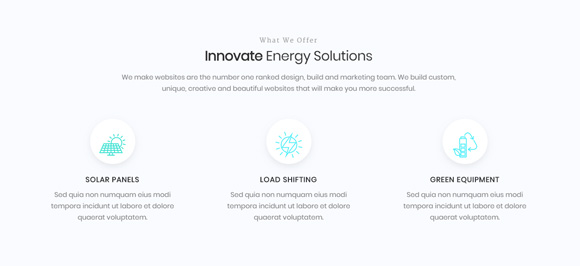 What We Offer
Innovate Energy Solutions
We make websites are the number one ranked design, build and marketing team. We build custom,
unique, creative and beautiful websites that will make you more successful.
SOLAR PANELS
LOAD SHIFTING
GREEN EQUIPMENT
Sed quia non numquam eius modi
tempora incidunt ut labore et dolore
quaerat voluptatem.
Sed quia non numquam eius modi
tempora incidunt ut labore et dolore
quaerat voluptatem.
Sed quia non numquam eius modi
tempora incidunt ut labore et dolore
quaerat voluptatem.